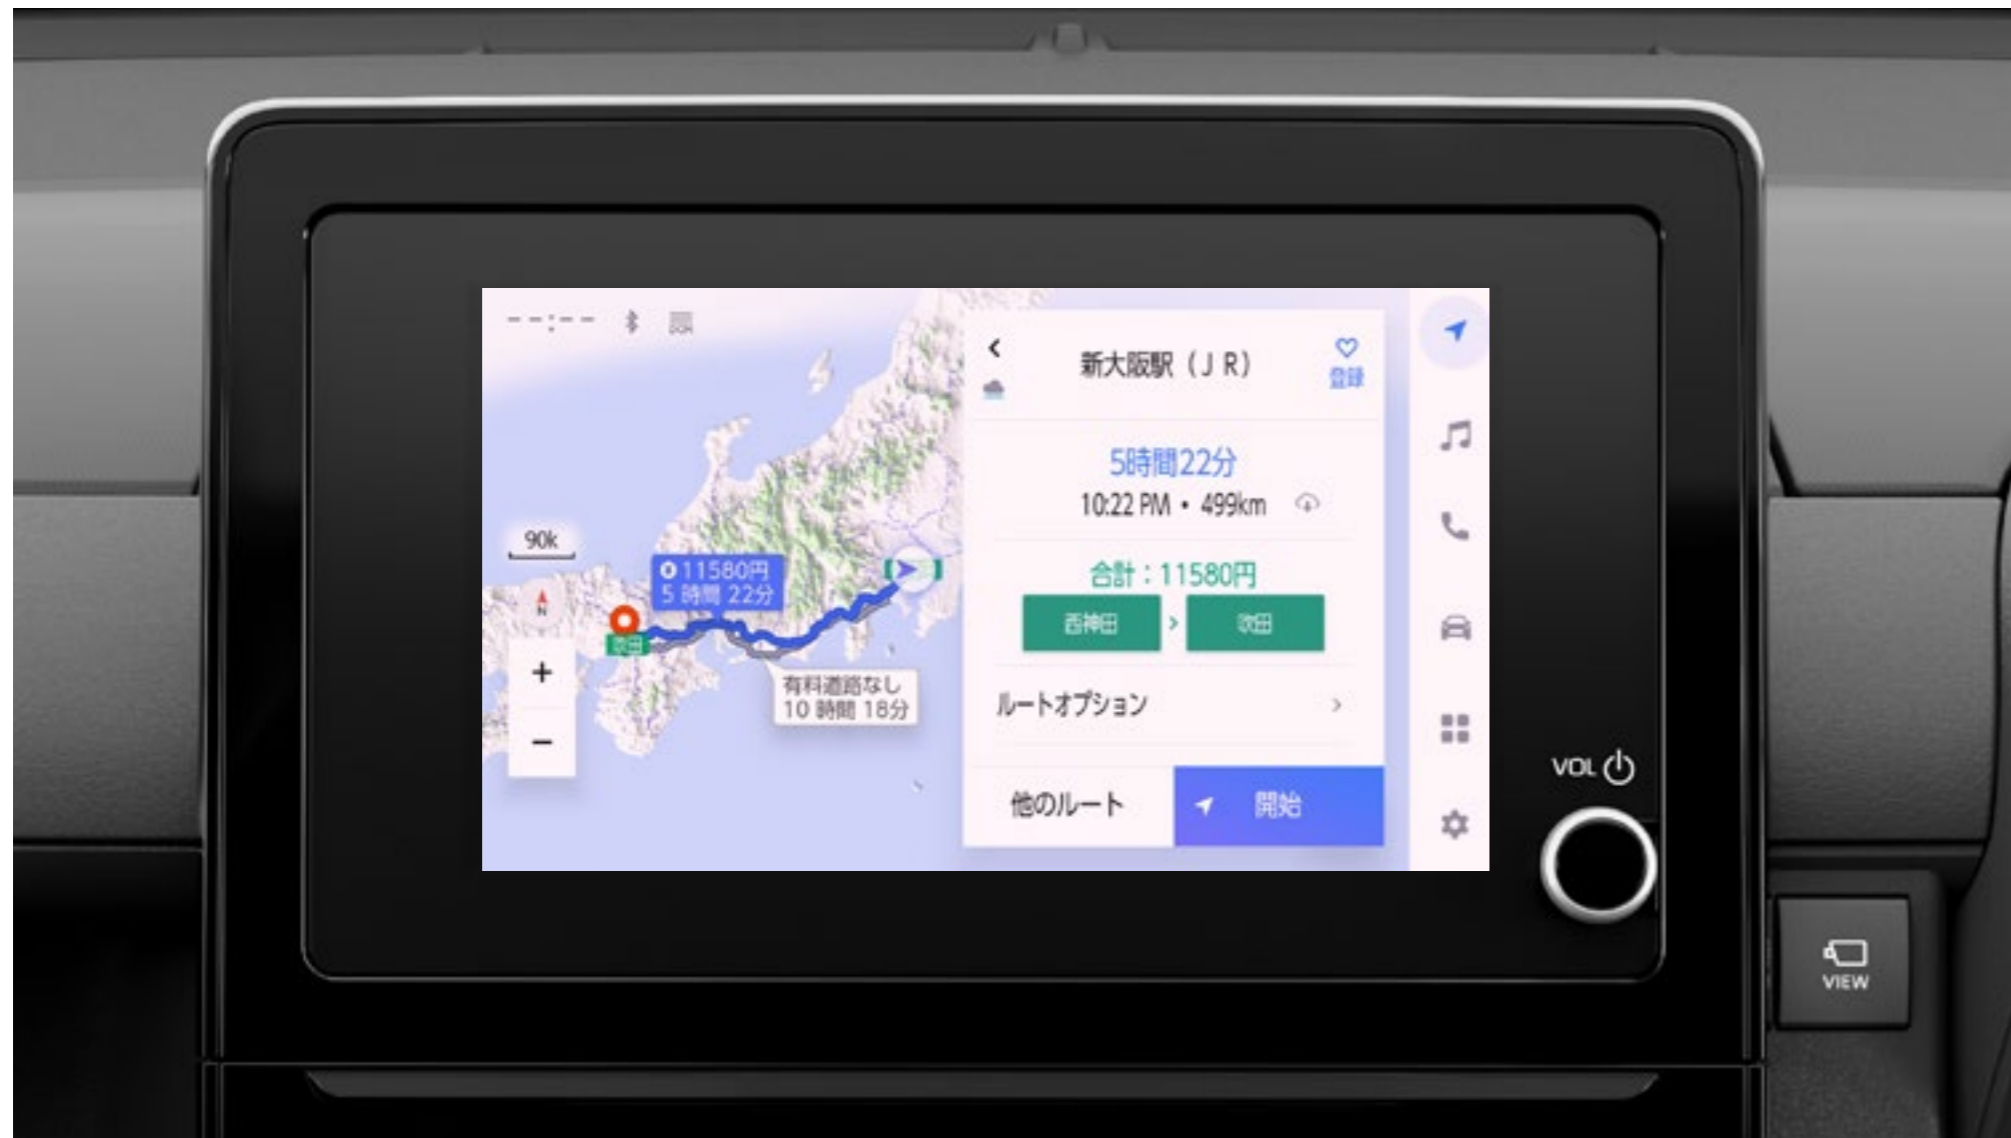 --:--
DCM
90k
N
+
−
11580円
5 時間 22分
吹田
有料道路なし
10 時間 18分
新大阪駅（ＪＲ）
登録
5時間22分
10:22 PM • 499km
合計：11580円
西神田 > 吹田
ルートオプション
他のルート
開始
VOL
VIEW